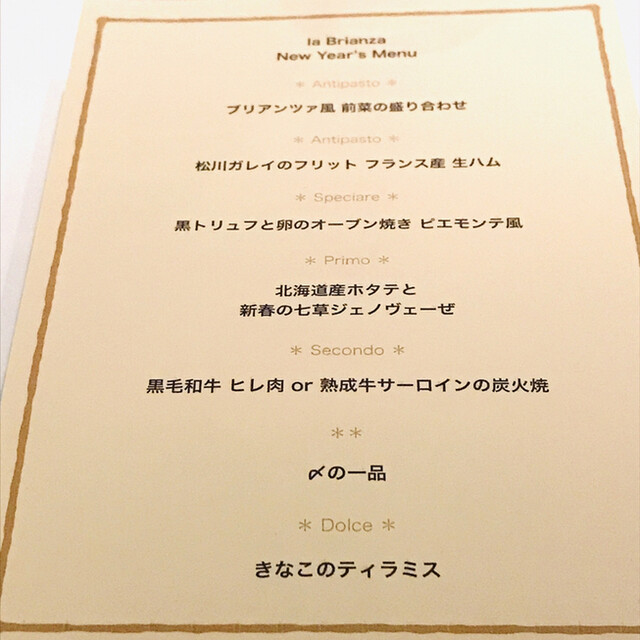 la Brianza
New Year's Menu
＊ Antipasto ＊
ブリアンツァ風 前菜の盛り合わせ
＊ Antipasto ＊
松川ガレイのフリット フランス産 生ハム
＊ Speciare ＊
黒トリュフと卵のオーブン焼き ピエモンテ風
＊ Primo ＊
北海道産ホタテと
新春の七草ジェノヴェーぜ
＊ Secondo ＊
黒毛和牛 ヒレ肉 or 熟成牛サーロインの炭火焼
＊＊
〆の一品
＊ Dolce ＊
きなこのティラミス